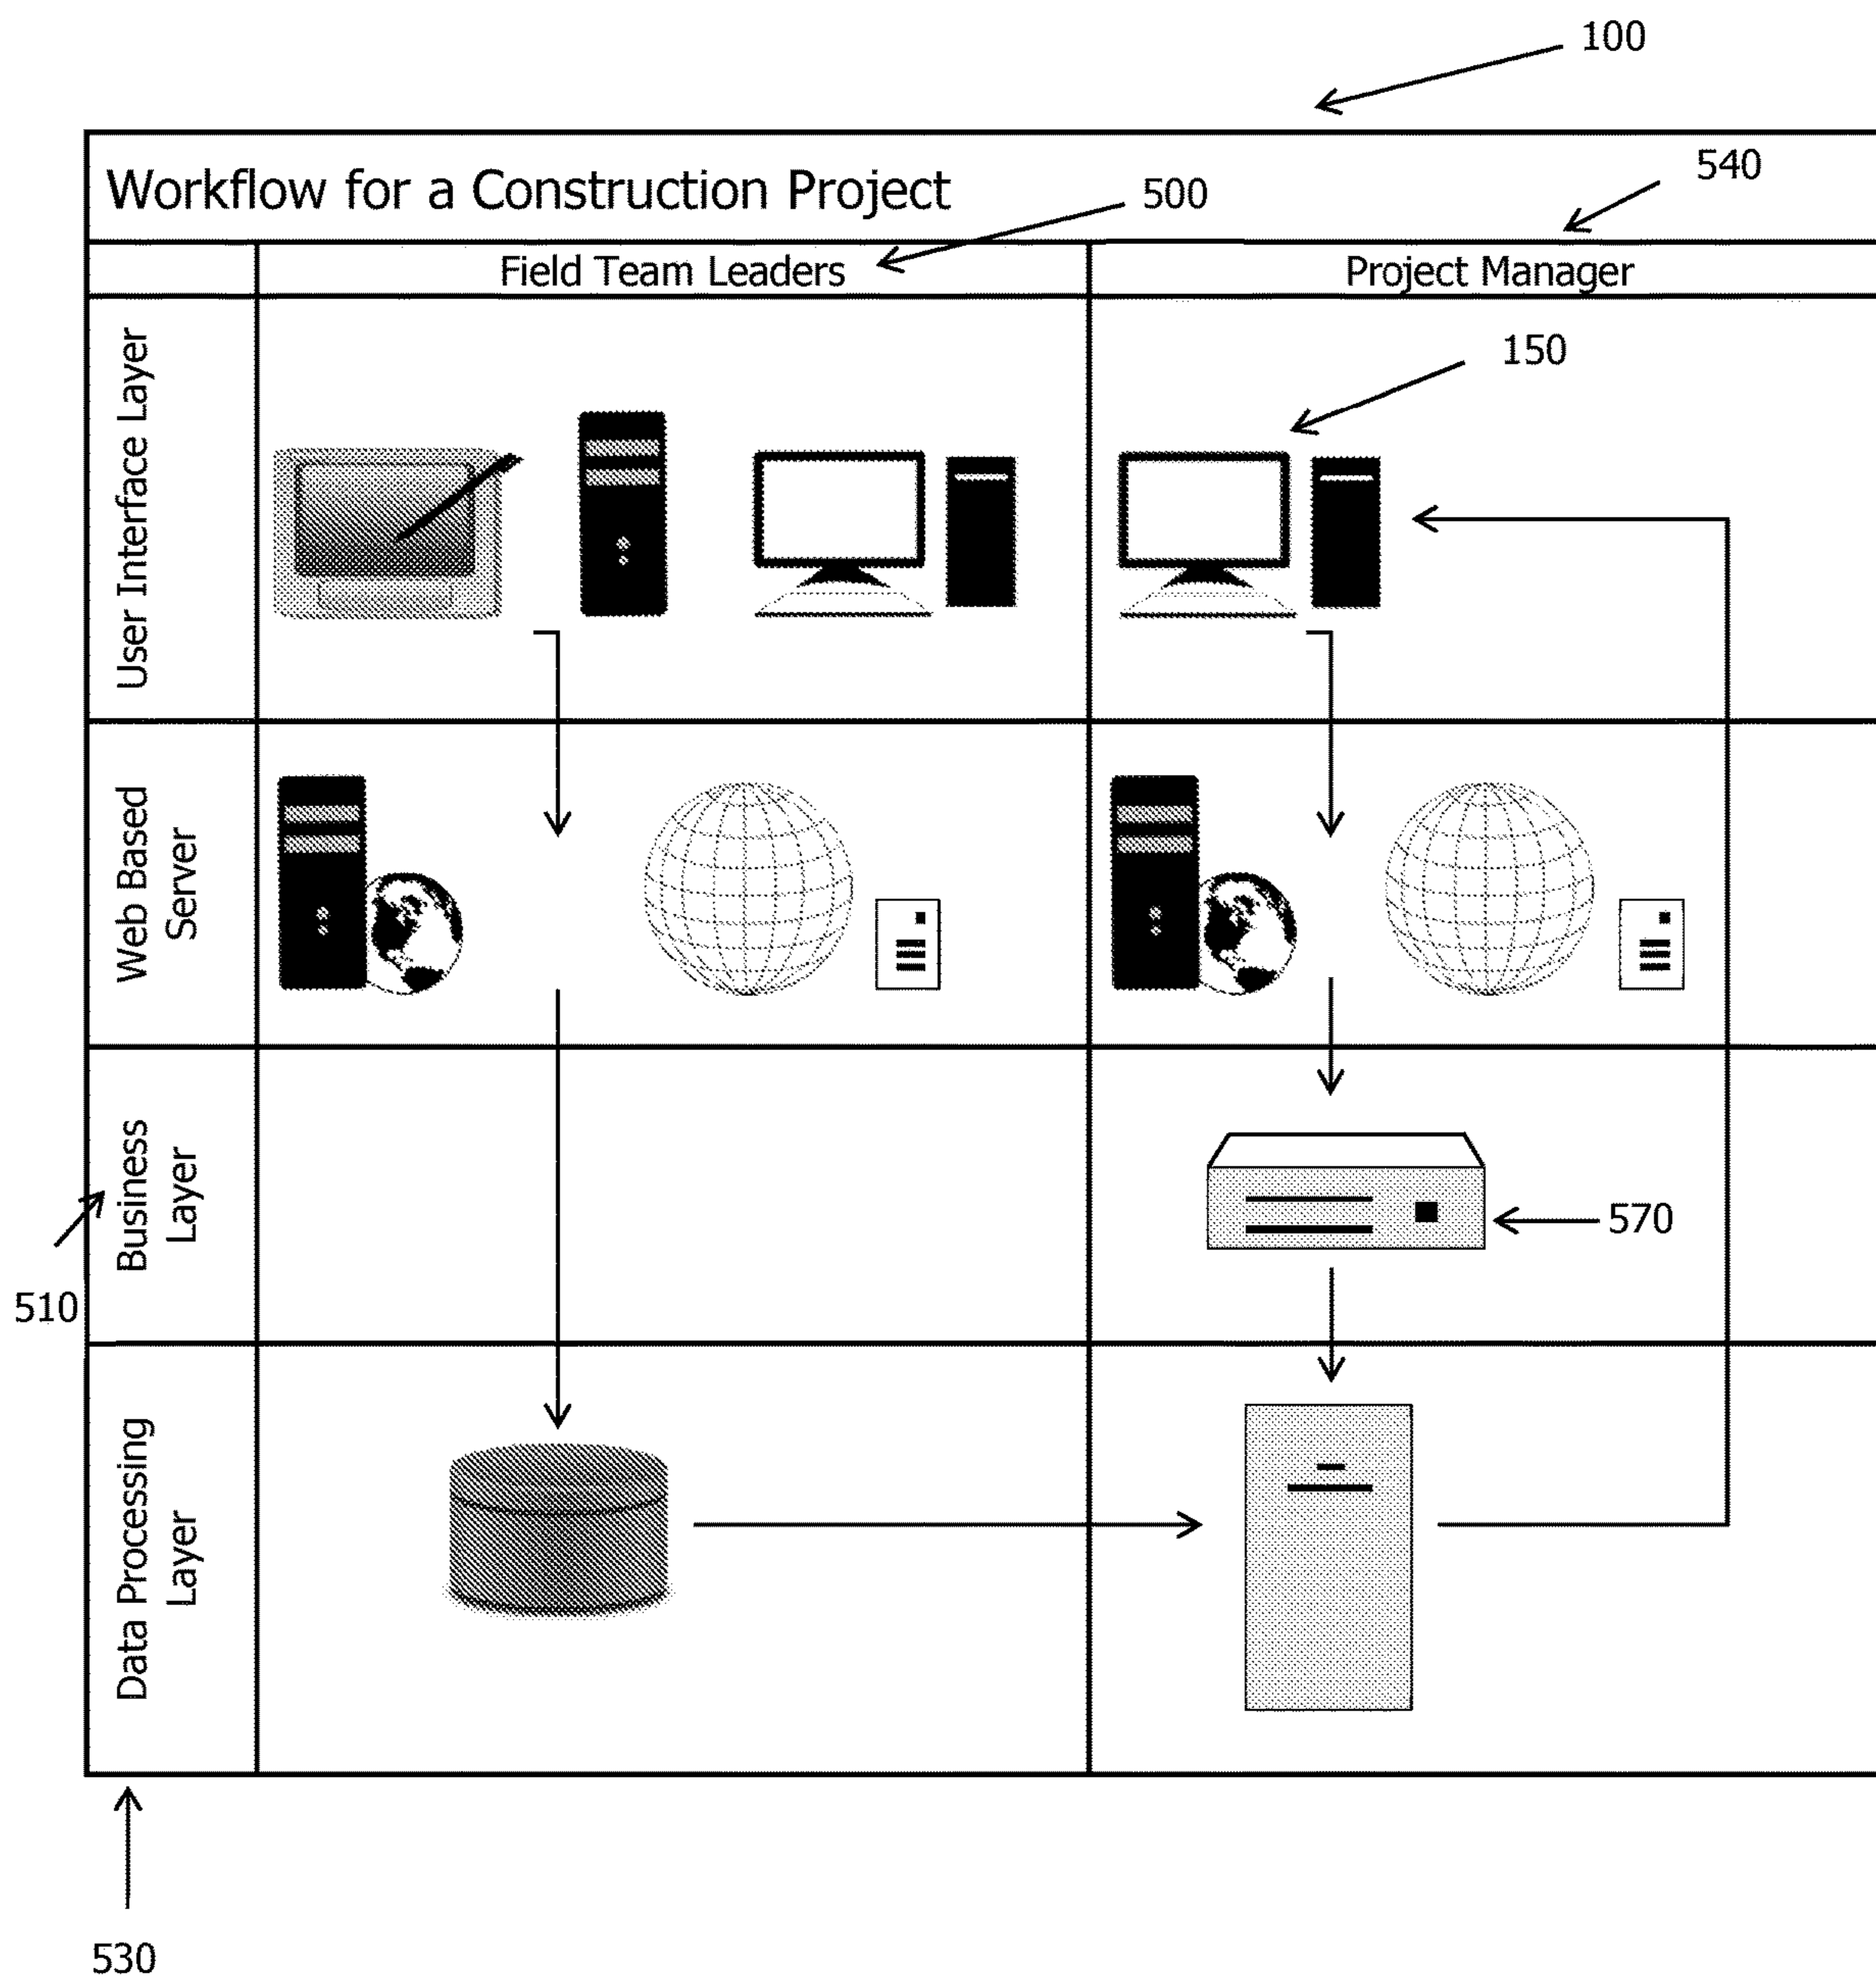 100
540
Workflow for a Construction Project
500
Field Team Leaders
Project Manager
User Interface Layer
150
Web Based
Server
Business
Layer
570
510
Data Processing
Layer
530